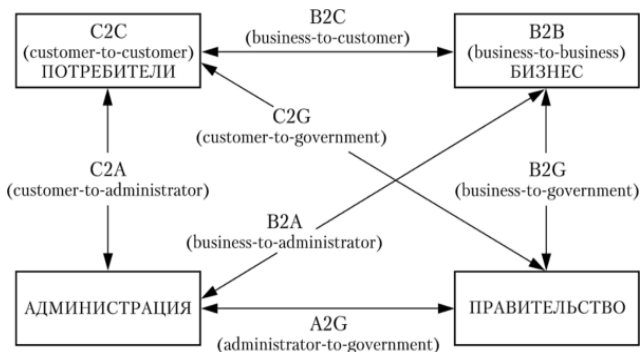 C2C
(customer-to-customer)
ПОТРЕБИТЕЛИ
B2C
(business-to-customer)
B2B
(business-to-business)
БИЗНЕС
C2G
(customer-to-government)
C2A
(customer-to-administrator)
B2G
(business-to-government)
B2A
(business-to-administrator)
АДМИНИСТРАЦИЯ
A2G
(administrator-to-government)
ПРАВИТЕЛЬСТВО